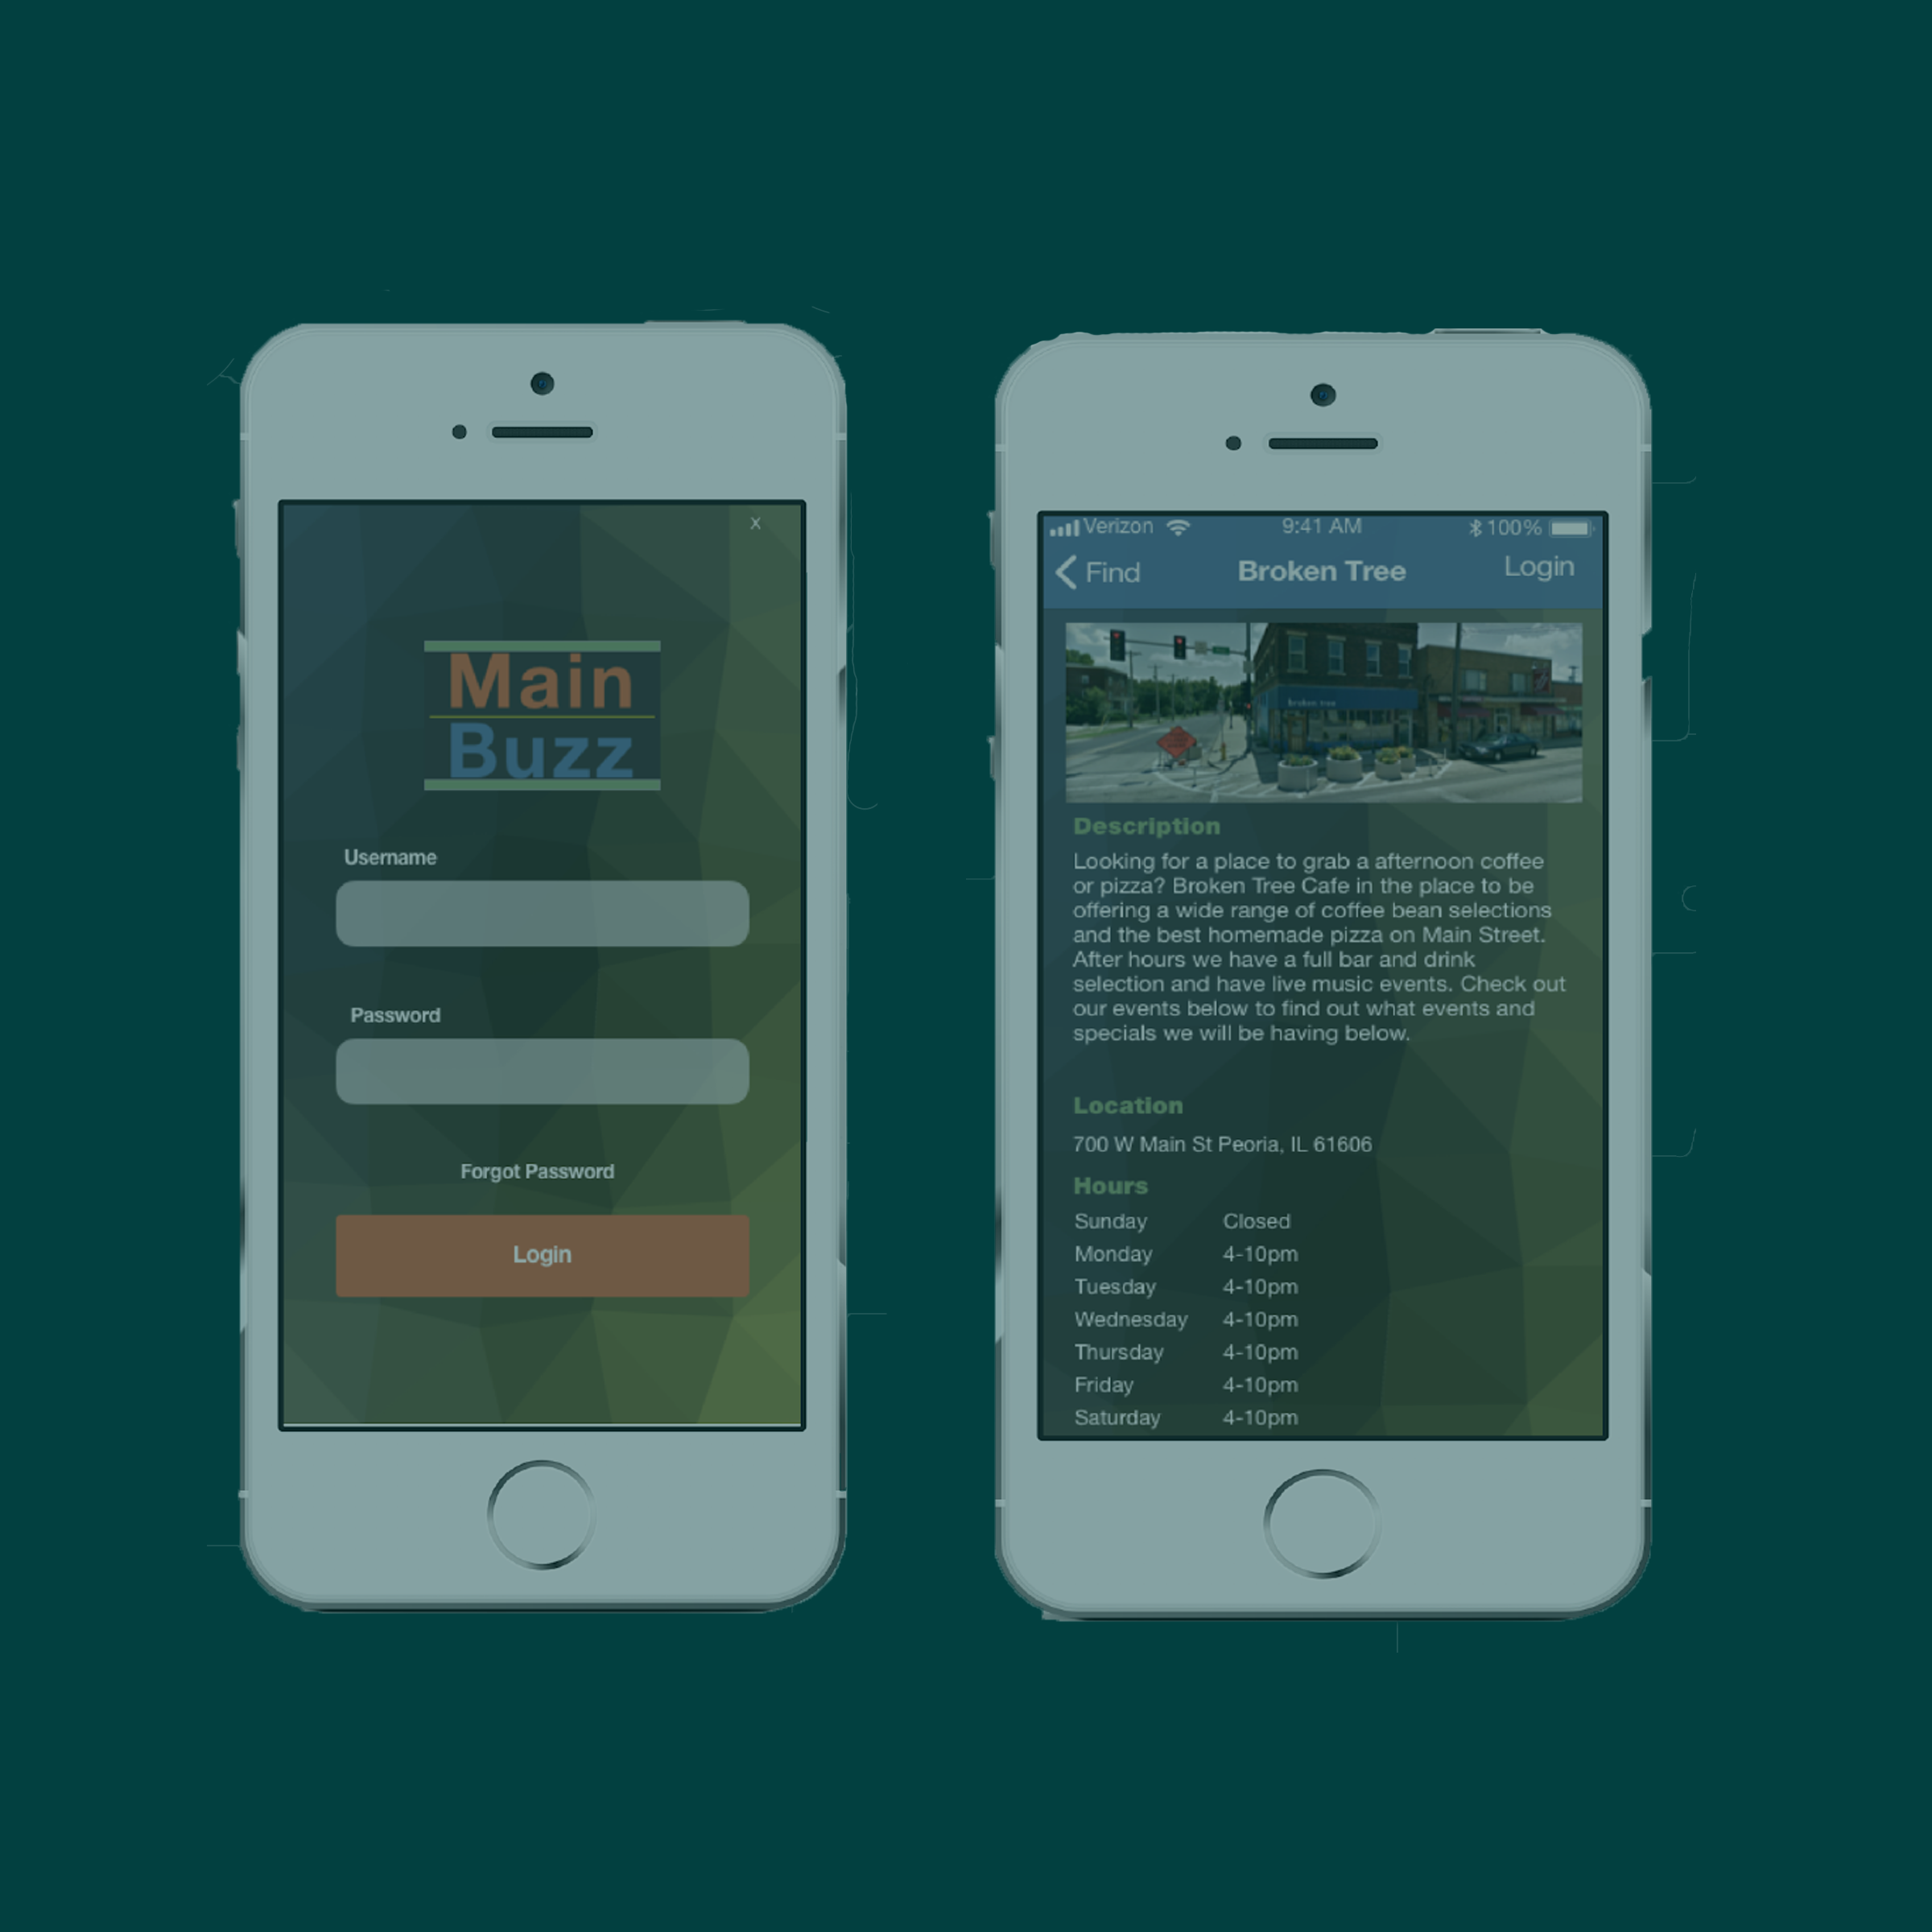 x
Main
Buzz
Username
Password
Forgot Password
Login
Verizon 9:41 AM 100%
Find Broken Tree Login
broken tree
Description
Looking for a place to grab a afternoon coffee
or pizza? Broken Tree Cafe in the place to be
offering a wide range of coffee bean selections
and the best homemade pizza on Main Street.
After hours we have a full bar and drink
selection and have live music events. Check out
our events below to find out what events and
specials we will be having below.
Location
700 W Main St Peoria, IL 61606
Hours
Sunday Closed
Monday 4-10pm
Tuesday 4-10pm
Wednesday 4-10pm
Thursday 4-10pm
Friday 4-10pm
Saturday 4-10pm